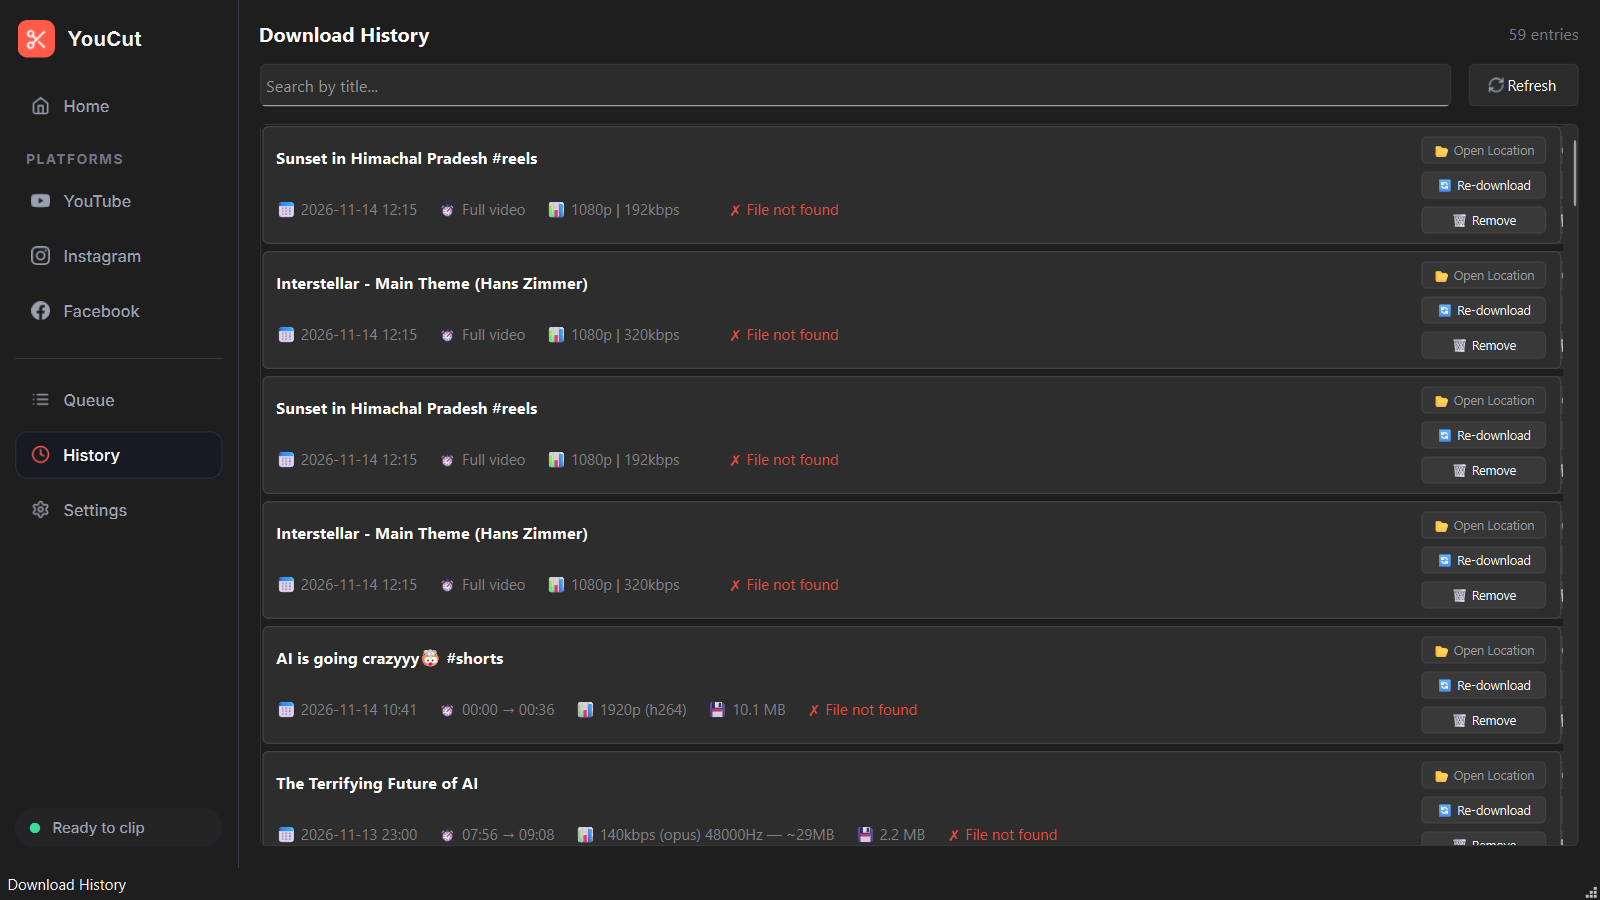 YouCut
Home
PLATFORMS
YouTube
Instagram
Facebook
Queue
History
Settings
Ready to clip
Download History
59 entries
Search by title...
Refresh
Sunset in Himachal Pradesh #reels
2026-11-14 12:15 Full video 1080p | 192kbps ✗ File not found
Open Location
Re-download
Remove
Interstellar - Main Theme (Hans Zimmer)
2026-11-14 12:15 Full video 1080p | 320kbps ✗ File not found
Open Location
Re-download
Remove
Sunset in Himachal Pradesh #reels
2026-11-14 12:15 Full video 1080p | 192kbps ✗ File not found
Open Location
Re-download
Remove
Interstellar - Main Theme (Hans Zimmer)
2026-11-14 12:15 Full video 1080p | 320kbps ✗ File not found
Open Location
Re-download
Remove
AI is going crazyyy🤯 #shorts
2026-11-14 10:41 00:00 → 00:36 1920p (h264) 10.1 MB ✗ File not found
Open Location
Re-download
Remove
The Terrifying Future of AI
2026-11-13 23:00 07:56 → 09:08 140kbps (opus) 48000Hz — ~29MB 2.2 MB ✗ File not found
Open Location
Re-download
Remove
Download History